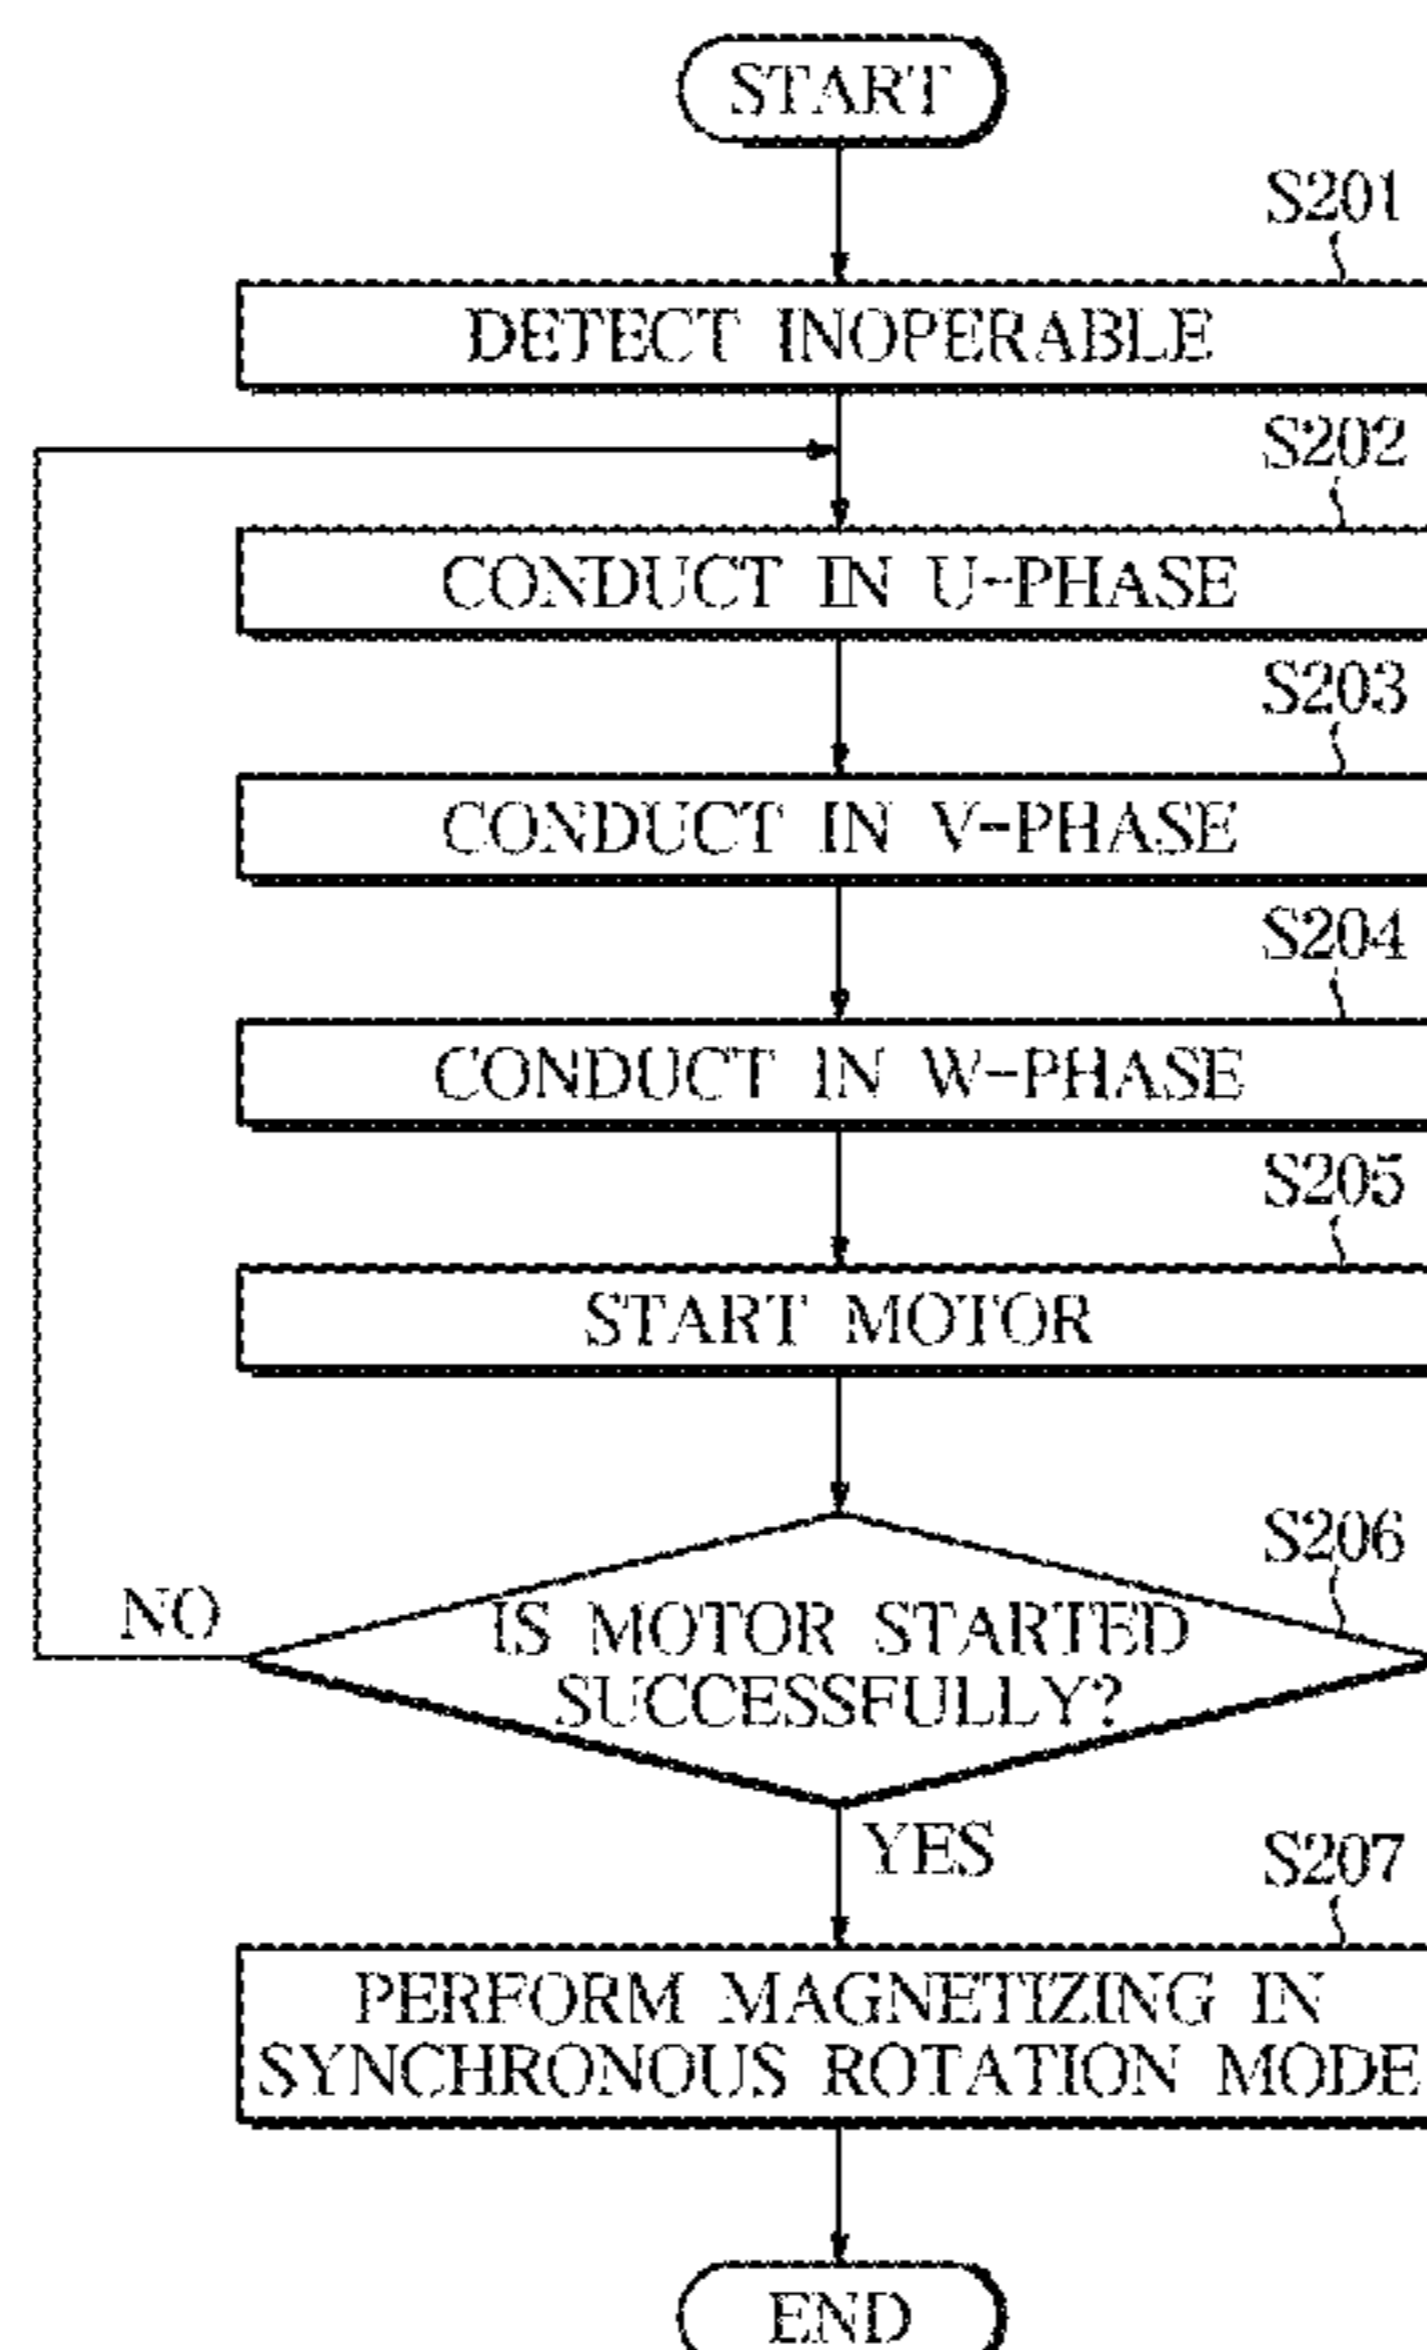 START
S201
DETECT INOPERABLE
S202
CONDUCT IN U-PHASE
S203
CONDUCT IN V-PHASE
S204
CONDUCT IN W-PHASE
S205
START MOTOR
S206
NO
IS MOTOR STARTED
SUCCESSFULLY?
YES
S207
PERFORM MAGNETIZING IN
SYNCHRONOUS ROTATION MODE
END